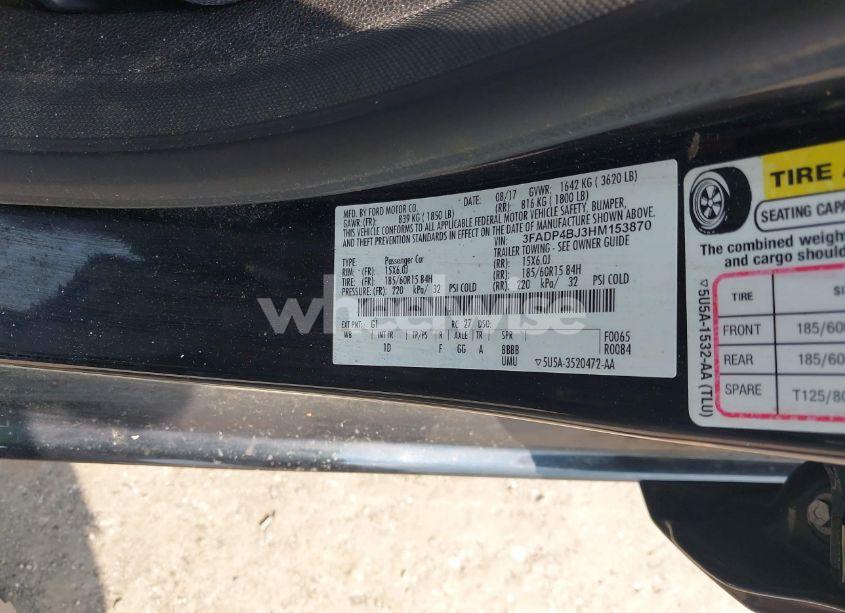 MFD. BY FORD MOTOR CO. DATE: 08/17 GVWR: 1642 KG ( 3620 LB)
GAWR:(FR): 839 KG ( 1850 LB) (RR): 816 KG ( 1800 LB)
THIS VEHICLE CONFORMS TO ALL APPLICABLE FEDERAL MOTOR VEHICLE SAFETY, BUMPER,
AND THEFT PREVENTION STANDARDS IN EFFECT ON THE DATE OF MANUFACTURE SHOWN ABOVE.
VIN: 3FADP4BJ3HM153870
TYPE: Passenger Car TRAILER TOWING - SEE OWNER GUIDE
RIM: (FR): 15X6.0J (RR): 15X6.0J
TIRE: (FR): 185/60R15 84H (RR): 185/60R15 84H
PRESSURE: (FR): 220 kPa/ 32 PSI COLD (RR): 220 kPa/ 32 PSI COLD
EXT PNT: G1 RC: 27 DSO:
WB INT TR TP/PS R AXLE TR SPR F0065
1D F GG A BBBB R0084
UMU ▽5U5A-3520472-AA
wheelwise
TIRE A
SEATING CAPA
The combined weigh
and cargo should
TIRE SI
FRONT 185/60
REAR 185/60
SPARE T125/80
▽5U5A-1532-AA (TLU)